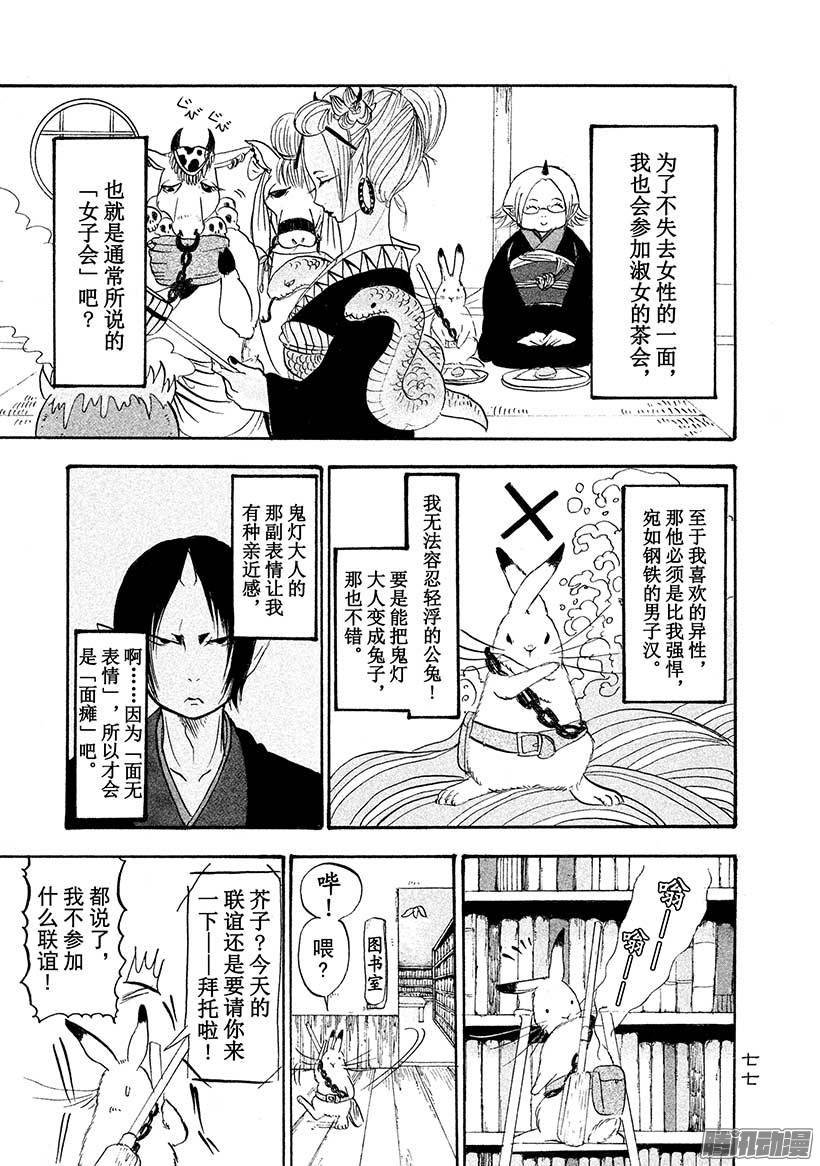 为了不失去女性的一面，
我也会参加淑女的茶会，
じぶ
じぶ
也就是通常所说的
「女子会」吧？
至于我喜欢的异性，
那他必须是比我强悍，
宛如钢铁的男子汉。
我无法容忍轻浮的公兔！
要是能把鬼灯
大人变成兔子，
那也不错。
鬼灯大人的
那副表情让我
有种亲近感，
啊……因为「面无
表情」，所以才会
是「面瘫」吧。
嗡——
嗡——
图书室
哔！
喂？
芥子？今天的
联谊还是要请你来
一下——拜托啦！
都说了，
我不参加
什么联谊！
七七
腾讯动漫